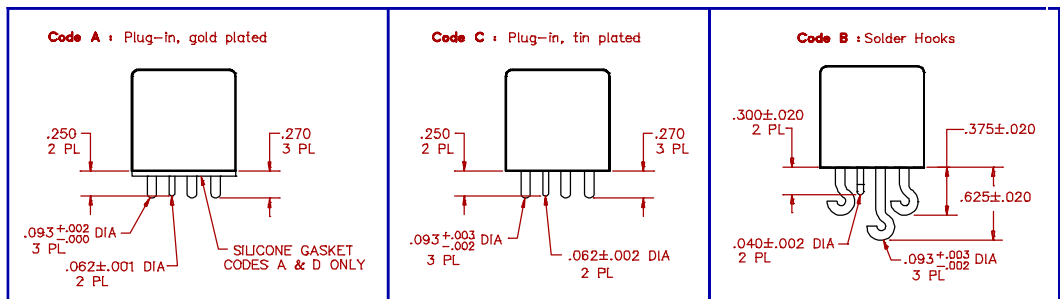 Code A : Plug-in, gold plated
.250
2 PL
.270
3 PL
.093 +.002 -.000 DIA
3 PL
.062±.001 DIA
2 PL
SILICONE GASKET
CODES A & D ONLY
Code C : Plug-in, tin plated
.250
2 PL
.270
3 PL
.093 +.003 -.002 DIA
3 PL
.062±.002 DIA
2 PL
Code B : Solder Hooks
.300±.020
2 PL
.375±.020
.625±.020
.040±.002 DIA
2 PL
.093 +.003 -.002 DIA
3 PL